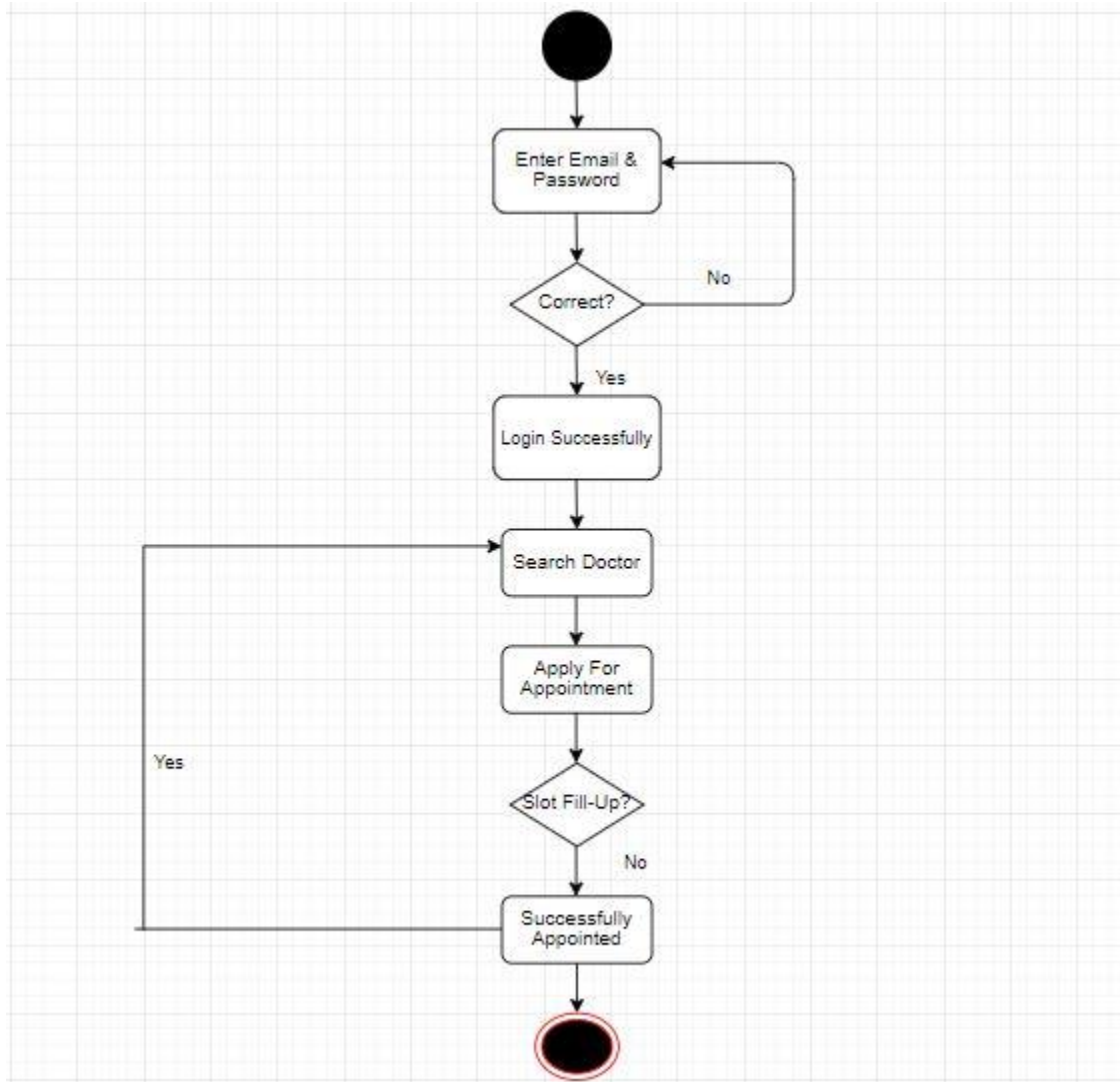 Enter Email &
Password
Correct?
No
Yes
Login Successfully
Search Doctor
Apply For
Appointment
Yes
Slot Fill-Up?
No
Successfully
Appointed